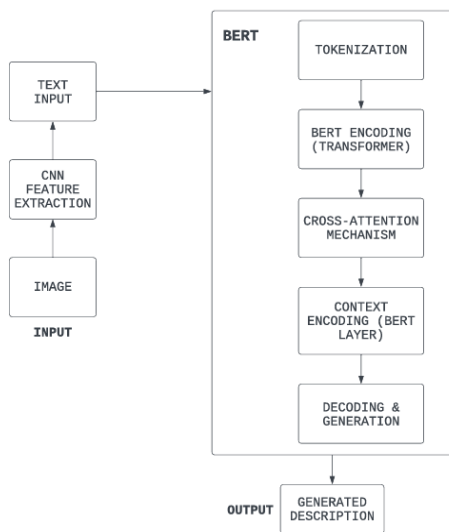 BERT
TOKENIZATION
TEXT
INPUT
BERT ENCODING
(TRANSFORMER)
CNN
FEATURE
EXTRACTION
CROSS-ATTENTION
MECHANISM
IMAGE
INPUT
CONTEXT
ENCODING (BERT
LAYER)
DECODING &
GENERATION
OUTPUT
GENERATED
DESCRIPTION